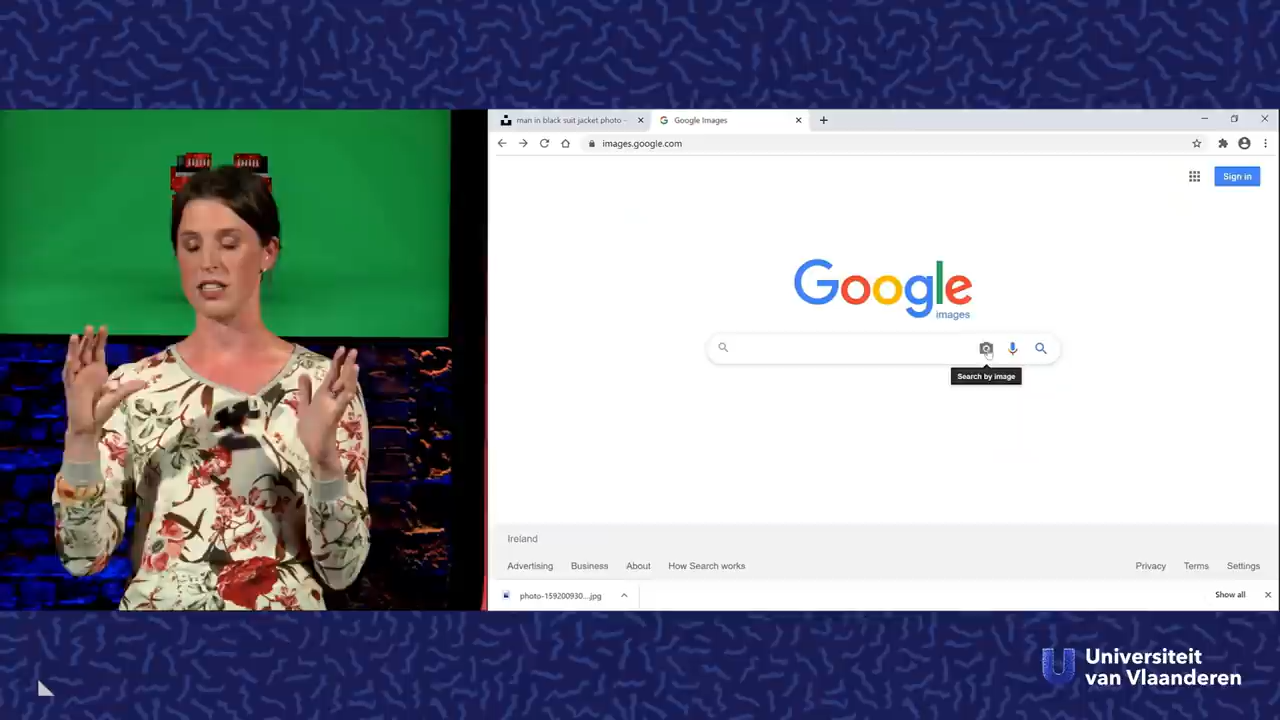 man in black suit jacket photo -
Google Images
images.google.com
Sign in
Google
images
Search by image
Ireland
Advertising
Business
About
How Search works
Privacy
Terms
Settings
photo-159200930....jpg
Show all
Universiteit
van Vlaanderen